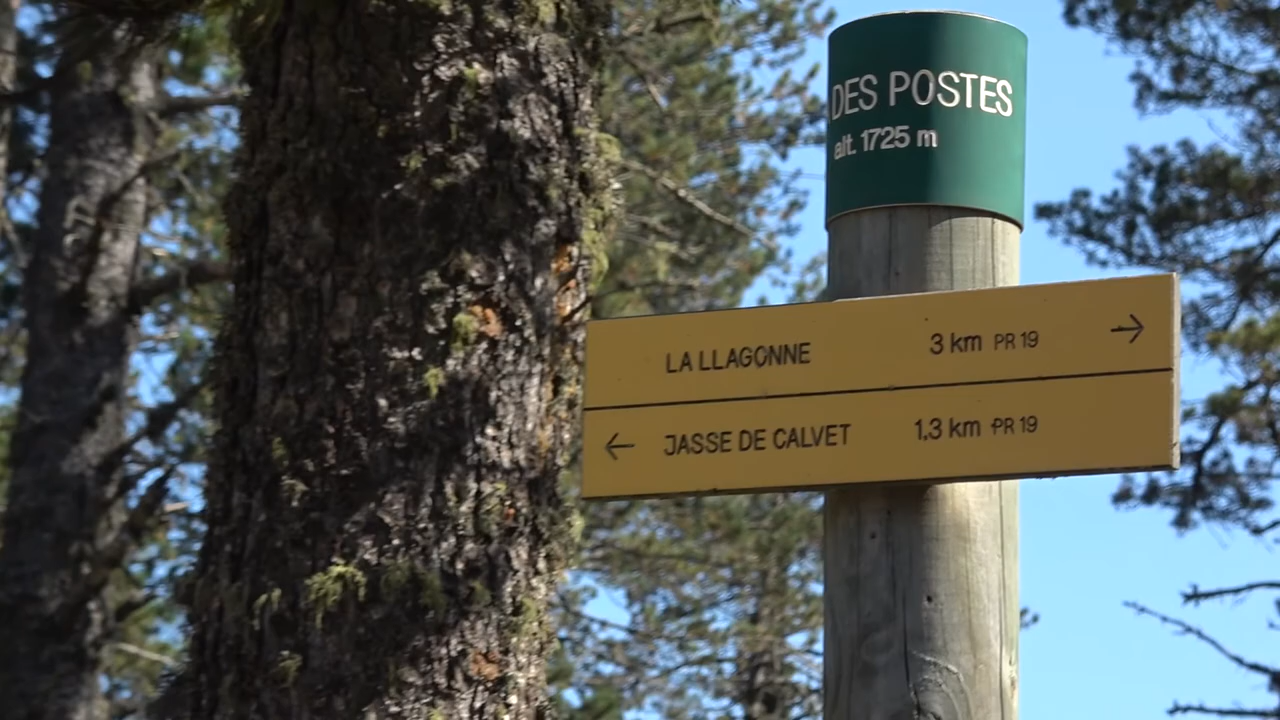 DES POSTES
alt. 1725 m
LA LLAGONNE 3 km PR 19 →
← JASSE DE CALVET 1,3 km PR 19